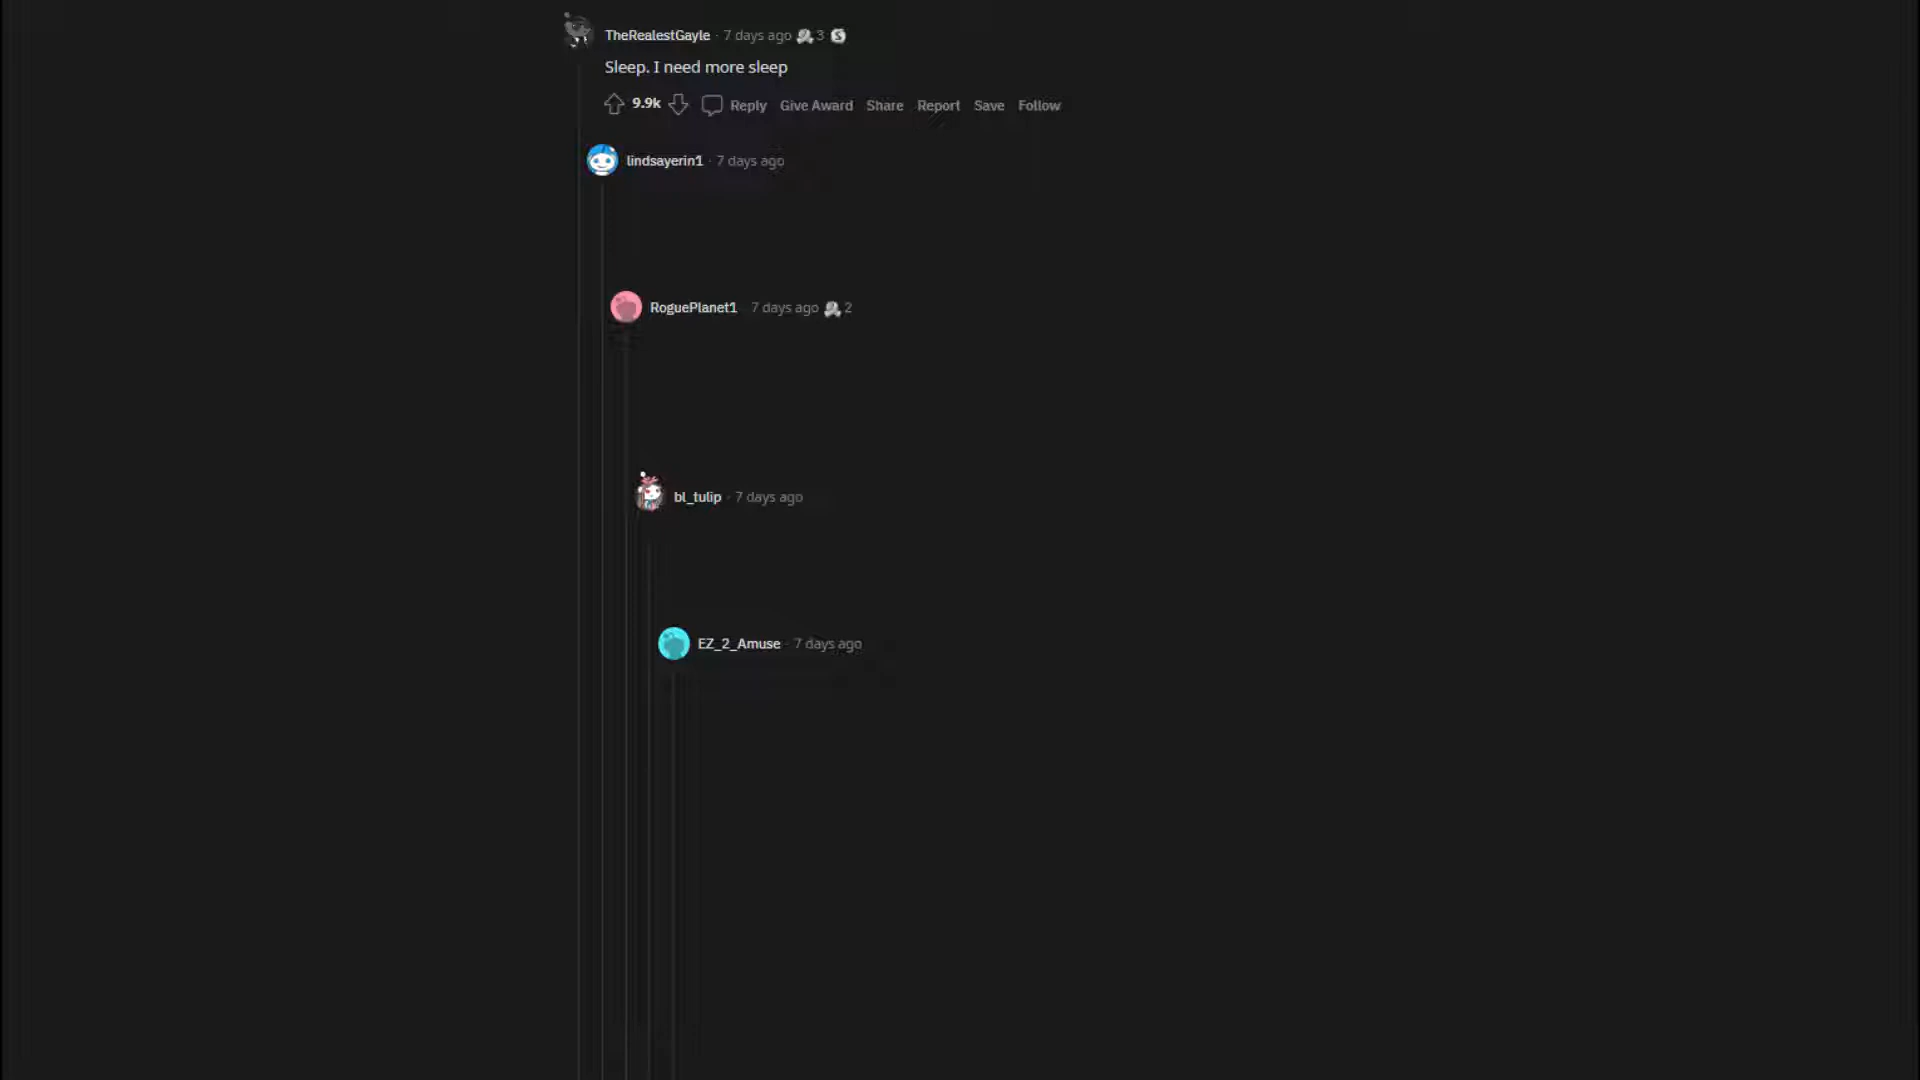 TheRealestGayle · 7 days ago 3 S
Sleep. I need more sleep
9.9k Reply Give Award Share Report Save Follow
lindsayerin1 · 7 days ago
RoguePlanet1 7 days ago 2
bl_tulip · 7 days ago
EZ_2_Amuse · 7 days ago